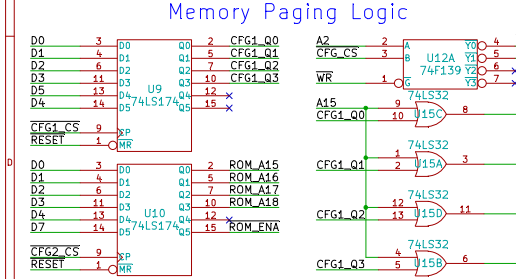 Memory Paging Logic
D0 3 D0 Q0 2 CFG1_Q0
D1 4 D1 Q1 5 CFG1_Q1
D2 6 D2 Q2 7 CFG1_Q2
D3 11 D3 Q3 10 CFG1_Q3
D5 13 D4 Q4 12
D4 14 D5 Q5 15
U9
74LS174
CFG1_CS 9 CP
RESET 1 MR
D0 3 D0 Q0 2 ROM_A15
D1 4 D1 Q1 5 ROM_A16
D2 6 D2 Q2 7 ROM_A17
D3 11 D3 Q3 10 ROM_A18
D4 13 D4 Q4 12
D7 14 D5 Q5 15 ROM_ENA
U10
74LS174
CFG2_CS 9 CP
RESET 1 MR
D
A2 2 A Y0 4
CFG_CS 3 B Y1 5
U12A
74F139
Y2 6
WR 1 G Y3 7
74LS32
A15 9
CFG1_Q0 10 U15C 8
74LS32
1
CFG1_Q1 2 U15A 3
74LS32
12
CFG1_Q2 13 U15D 11
74LS32
4
CFG1_Q3 5 U15B 6